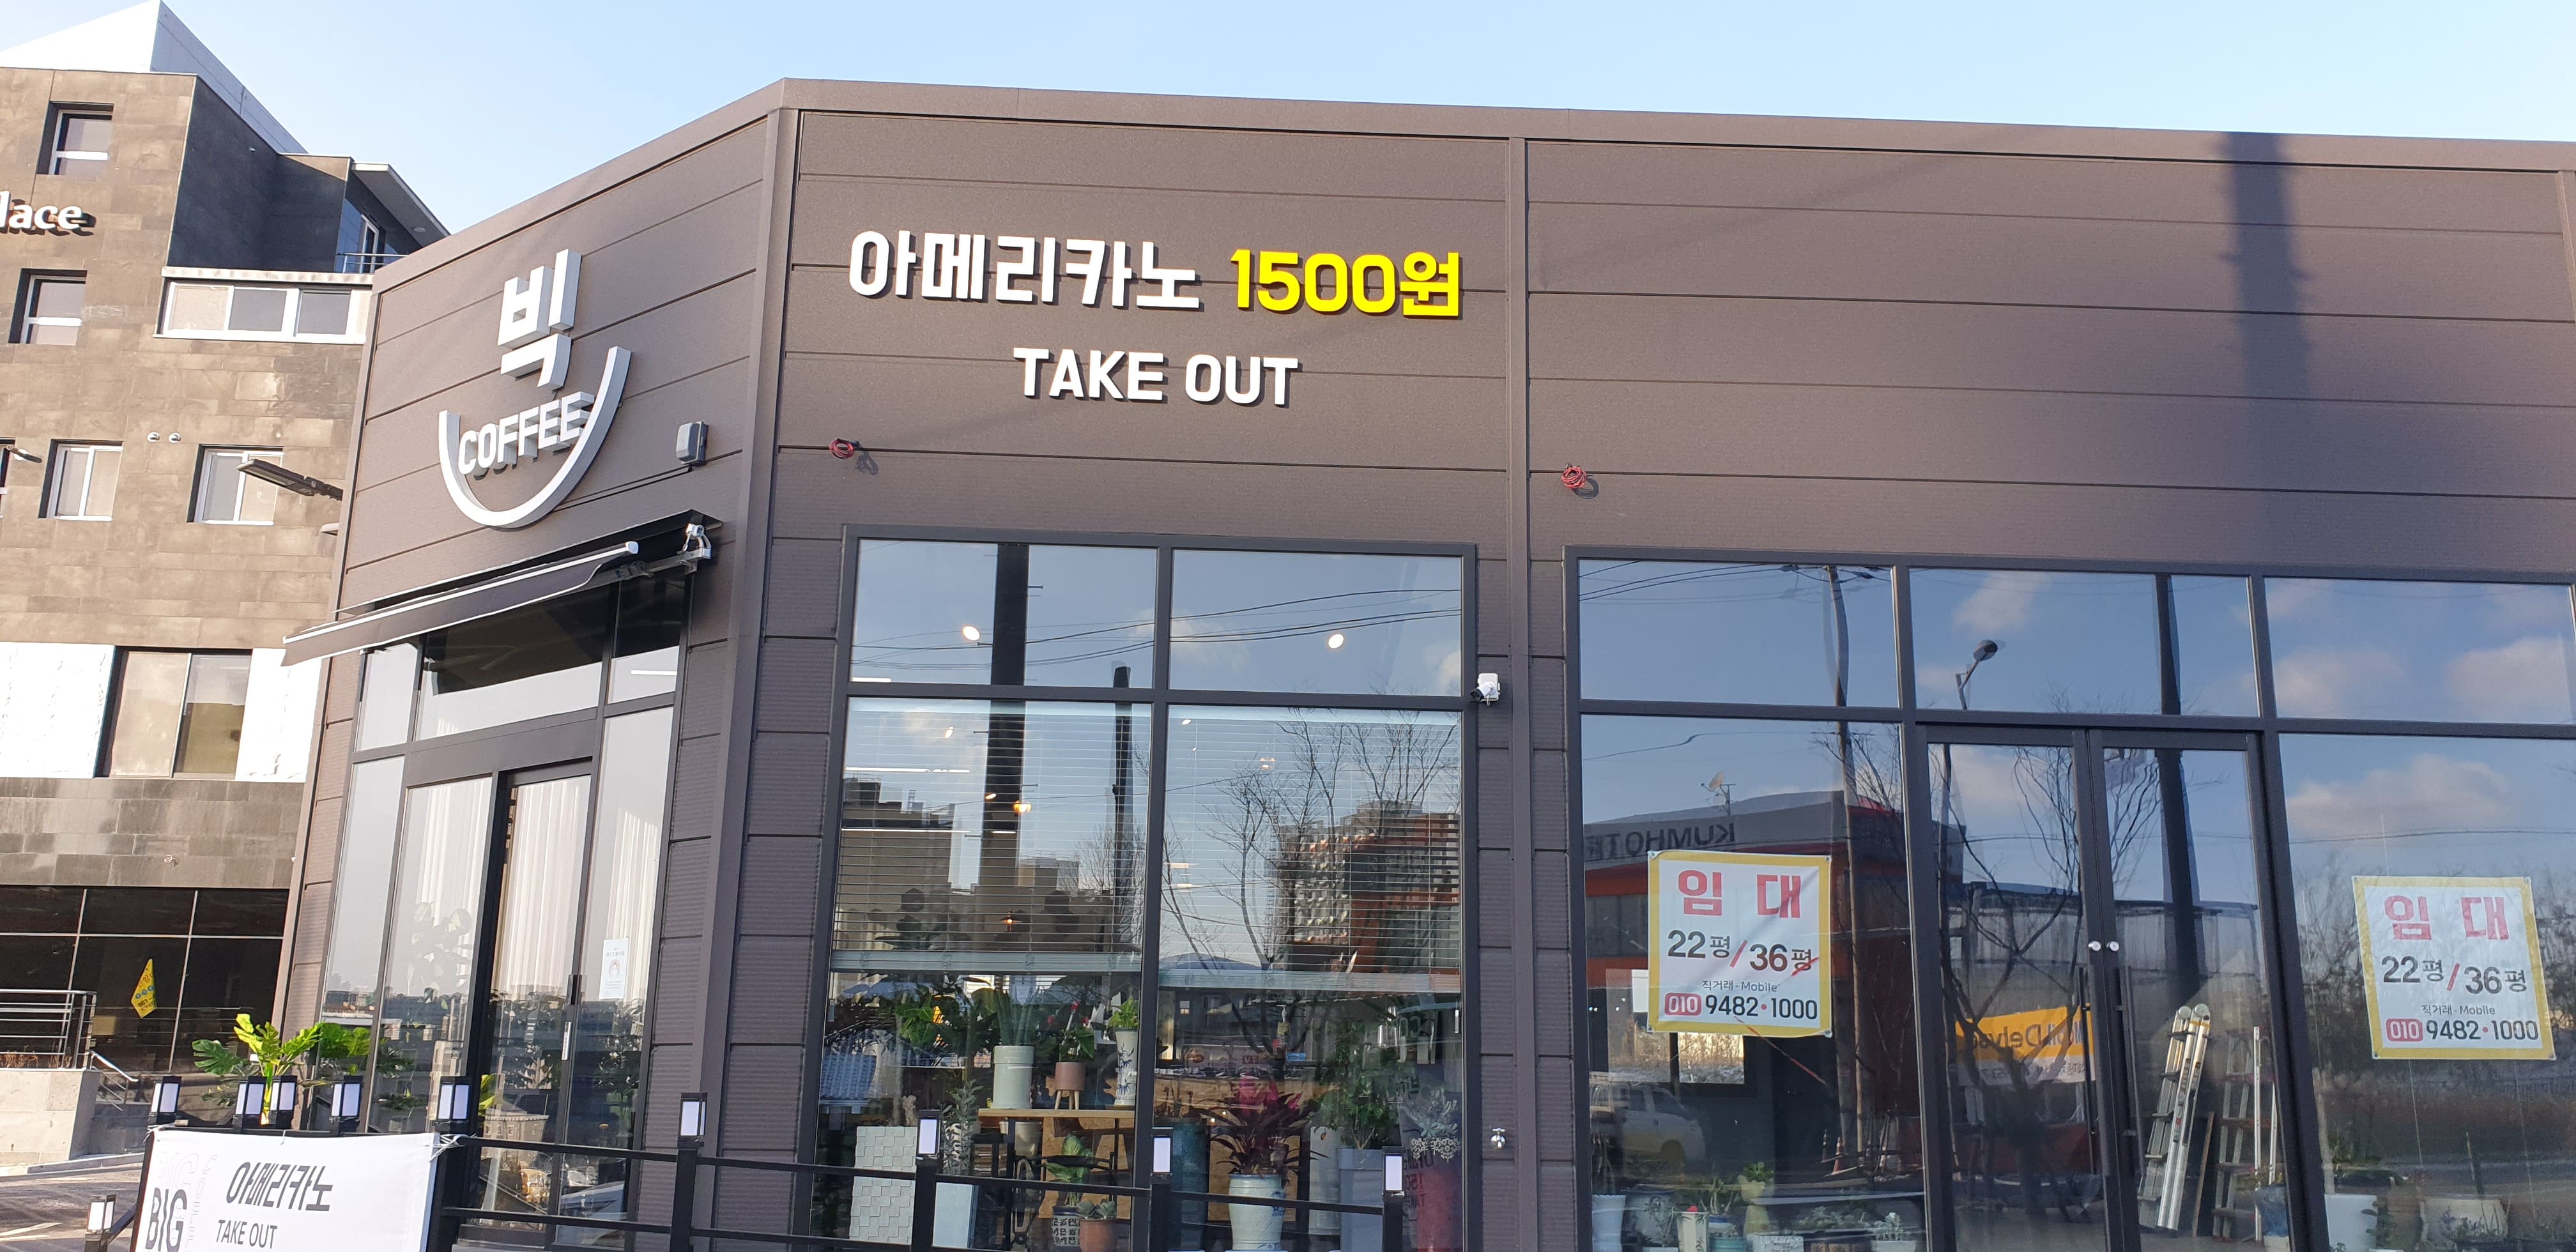 lace
빅
COFFEE
아메리카노 1500원
TAKE OUT
임 대
22평/36평
직거래·Mobile
010 9482·1000
임 대
22평/36평
직거래·Mobile
010 9482·1000
BIG
아메리카노
TAKE OUT